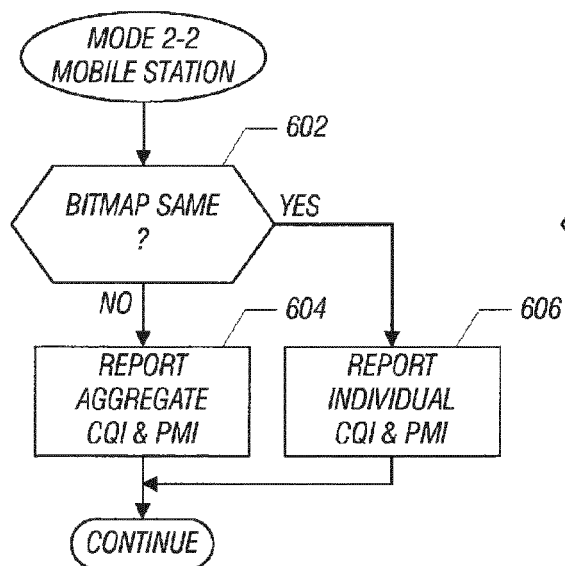 MODE 2-2
MOBILE STATION
602
BITMAP SAME
?
YES
NO
604
606
REPORT
AGGREGATE
CQI & PMI
REPORT
INDIVIDUAL
CQI & PMI
CONTINUE